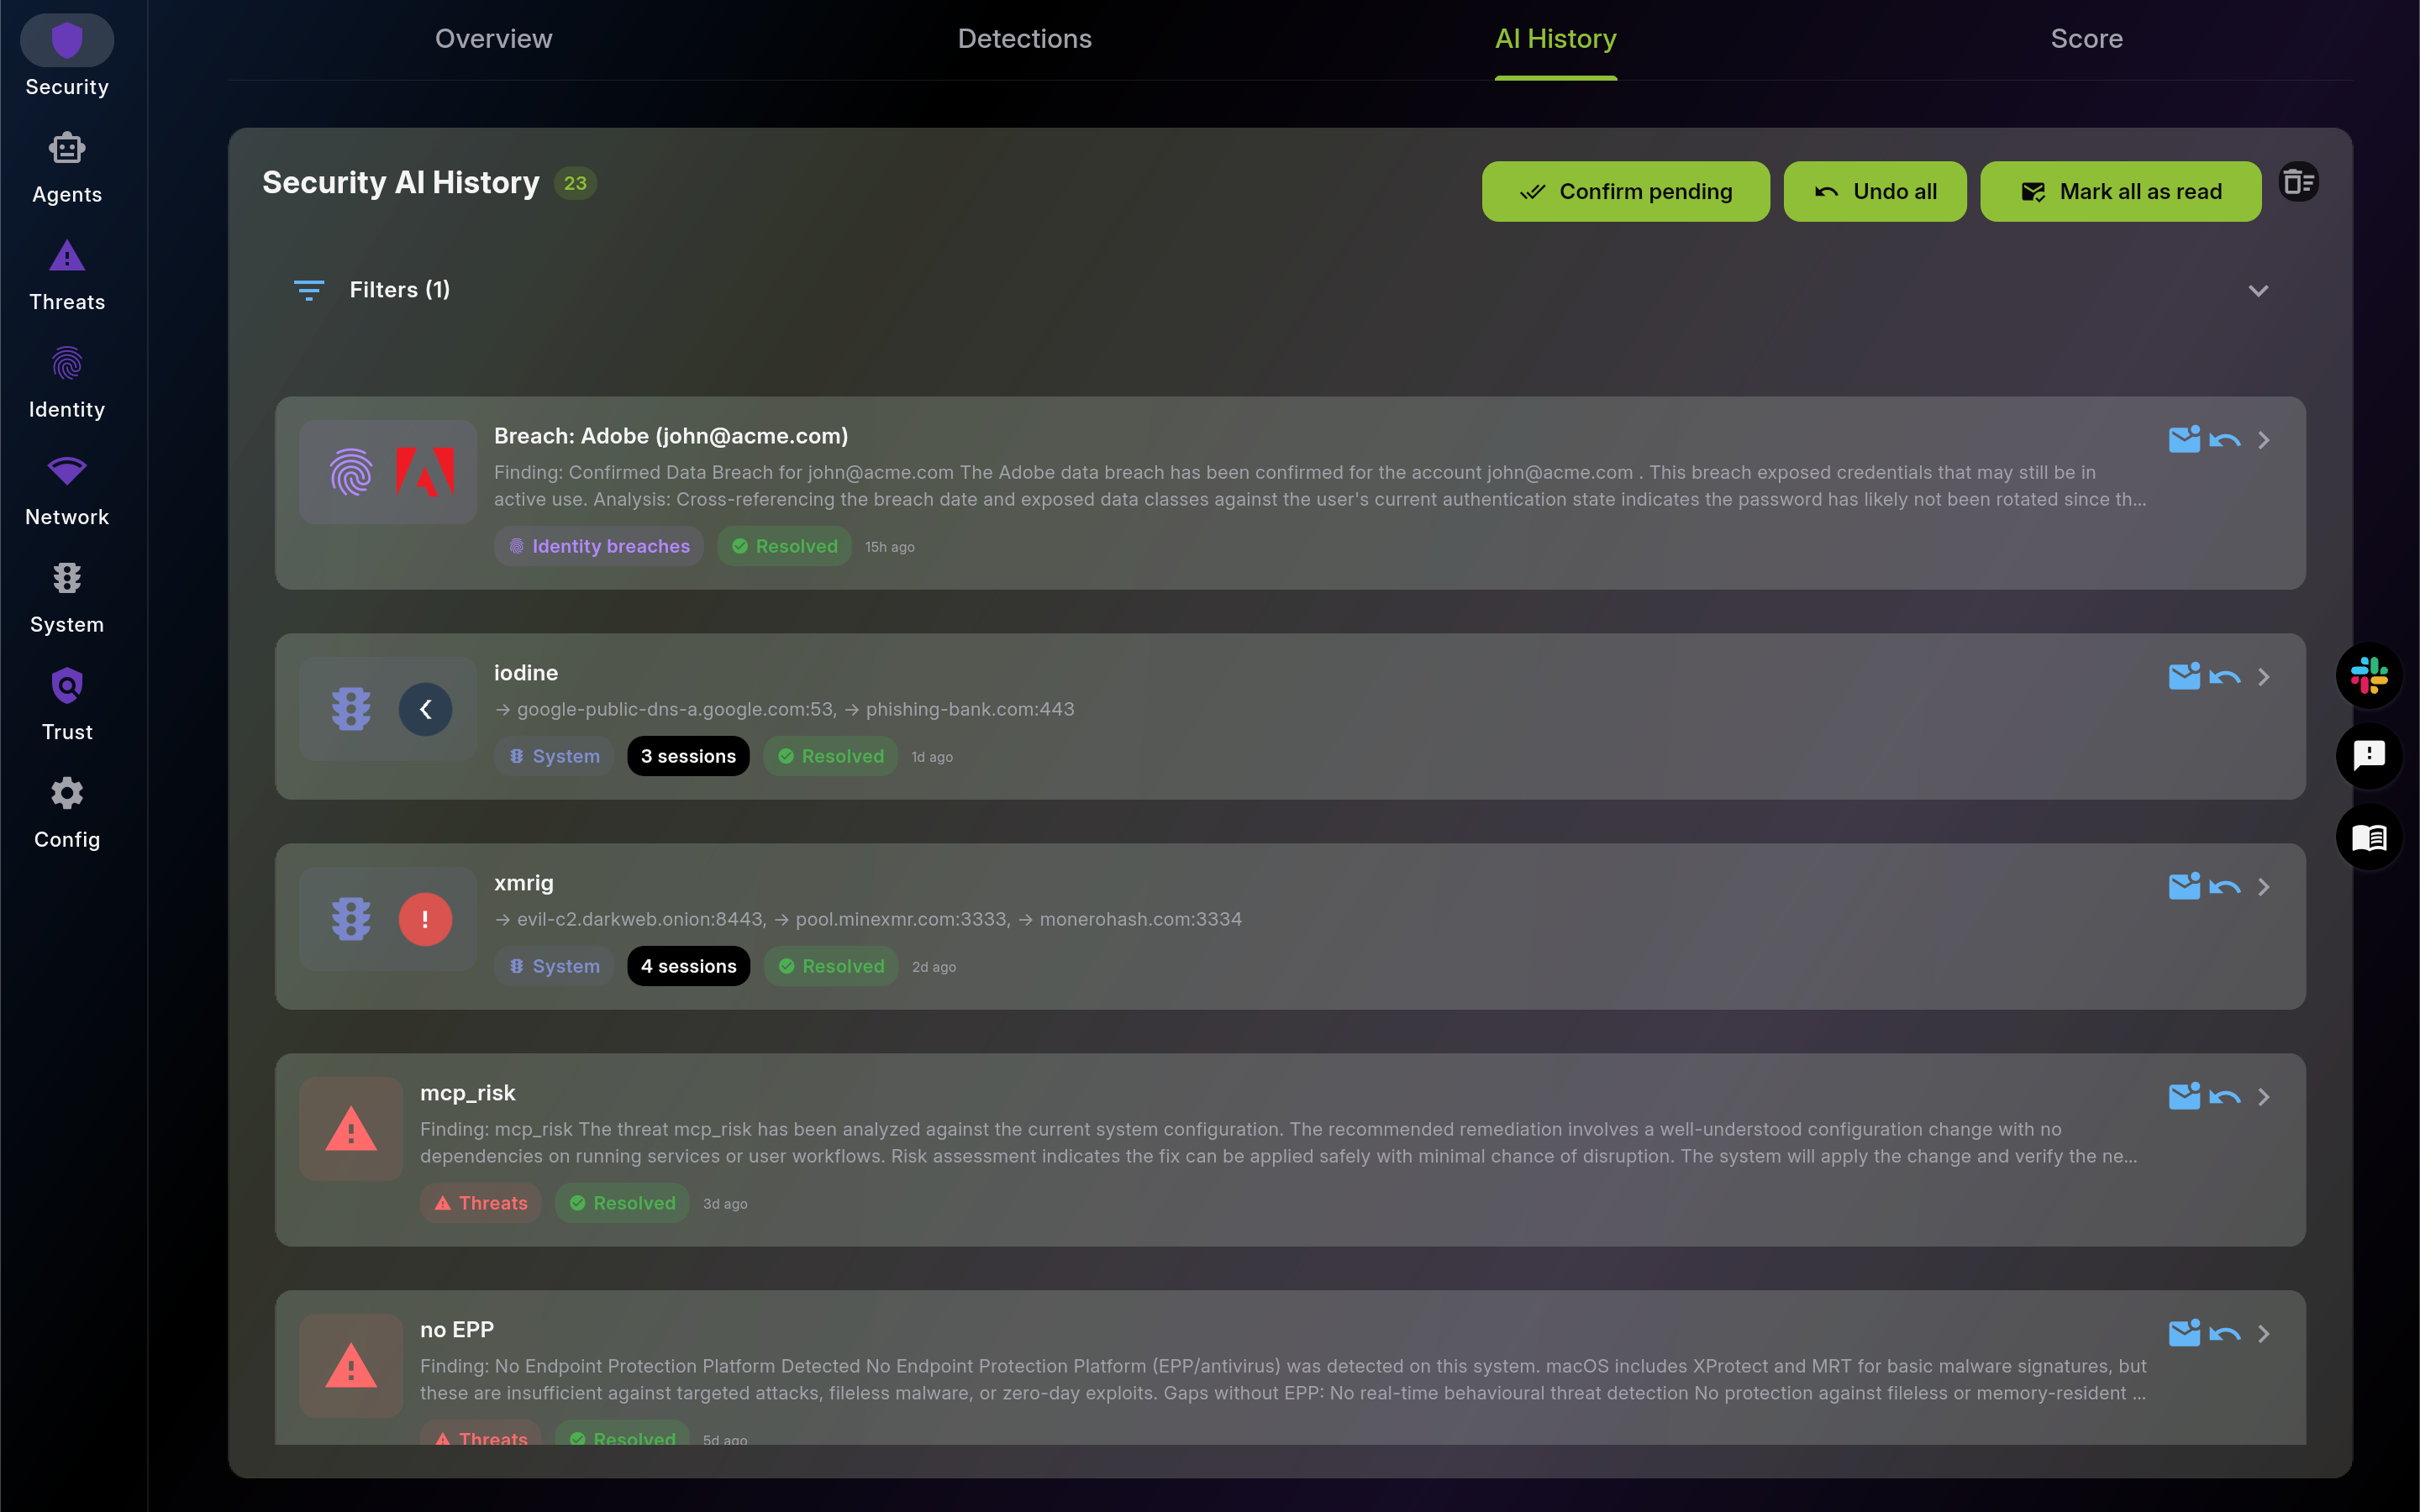 Overview
Detections
AI History
Score
Security
Agents
Threats
Identity
Network
System
Trust
Config
Security AI History 23
Confirm pending
Undo all
Mark all as read
Filters (1)
Breach: Adobe (john@acme.com)
Finding: Confirmed Data Breach for john@acme.com The Adobe data breach has been confirmed for the account john@acme.com . This breach exposed credentials that may still be in
active use. Analysis: Cross-referencing the breach date and exposed data classes against the user's current authentication state indicates the password has likely not been rotated since th...
Identity breaches Resolved 15h ago
iodine
→ google-public-dns-a.google.com:53, → phishing-bank.com:443
System 3 sessions Resolved 1d ago
xmrig
→ evil-c2.darkweb.onion:8443, → pool.minexmr.com:3333, → monerohash.com:3334
System 4 sessions Resolved 2d ago
mcp_risk
Finding: mcp_risk The threat mcp_risk has been analyzed against the current system configuration. The recommended remediation involves a well-understood configuration change with no
dependencies on running services or user workflows. Risk assessment indicates the fix can be applied safely with minimal chance of disruption. The system will apply the change and verify the ne...
Threats Resolved 3d ago
no EPP
Finding: No Endpoint Protection Platform Detected No Endpoint Protection Platform (EPP/antivirus) was detected on this system. macOS includes XProtect and MRT for basic malware signatures, but
these are insufficient against targeted attacks, fileless malware, or zero-day exploits. Gaps without EPP: No real-time behavioural threat detection No protection against fileless or memory-resident ...
Threats Resolved 5d ago